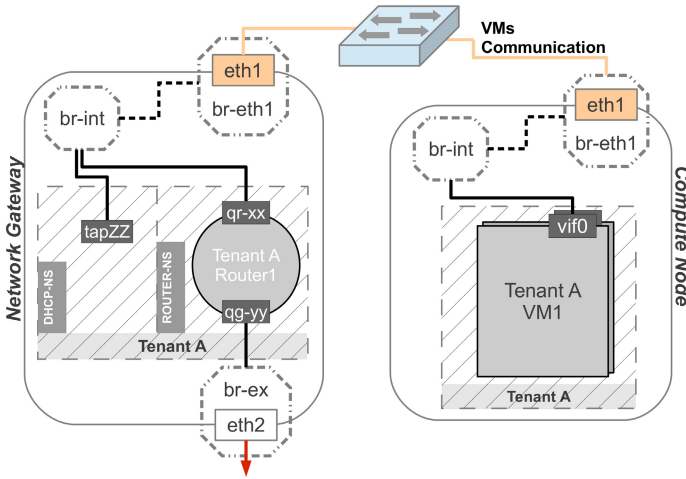 VMs
Communication
eth1
br-eth1
br-int
Network Gateway
tapZZ
qr-xx
Tenant A
Router1
DHCP-NS
ROUTER-NS
qg-yy
Tenant A
br-ex
eth2
eth1
br-eth1
br-int
Compute Node
vif0
Tenant A
VM1
Tenant A